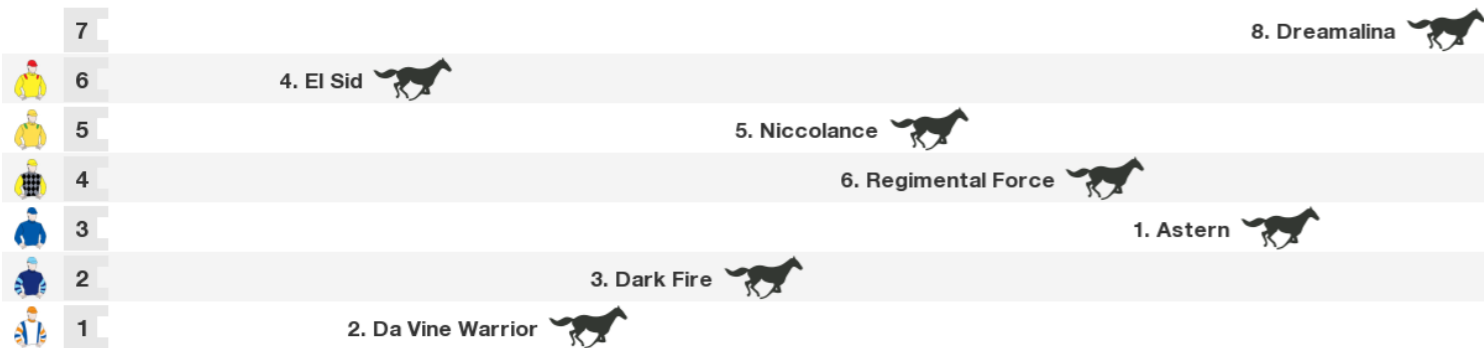 7 8. Dreamalina
6 4. El Sid
5 5. Niccolance
4 6. Regimental Force
3 1. Astern
2 3. Dark Fire
1 2. Da Vine Warrior